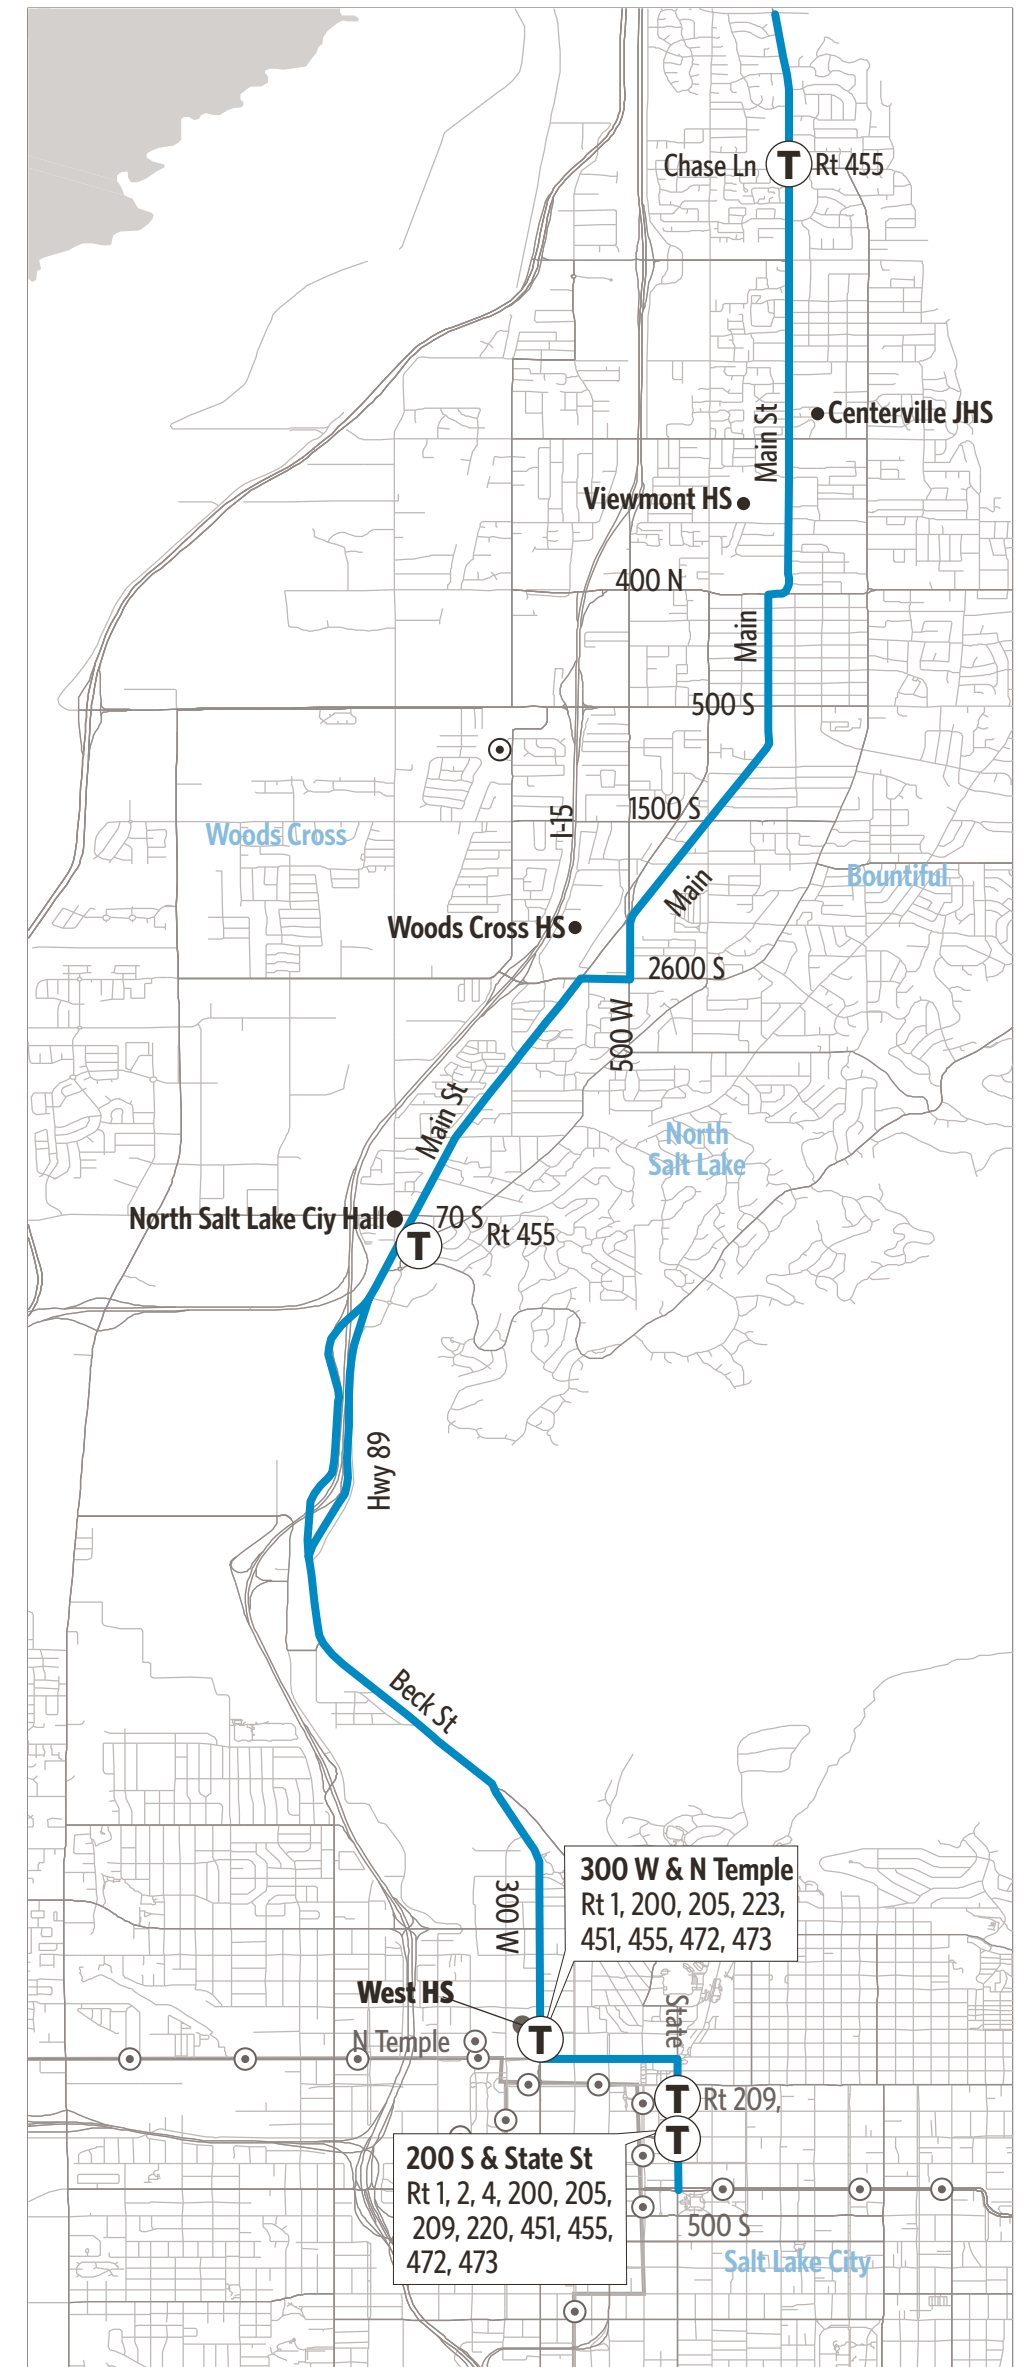 Chase Ln
T
Rt 455
Main St
Centerville JHS
Viewmont HS
400 N
Main
500 S
1500 S
I-15
Woods Cross
Bountiful
Main
Woods Cross HS
2600 S
500 W
Main St
North
Salt Lake
North Salt Lake Ciy Hall
70 S
T
Rt 455
Hwy 89
Beck St
300 W & N Temple
Rt 1, 200, 205, 223,
451, 455, 472, 473
300 W
West HS
State
N Temple
T
T
Rt 209,
T
200 S & State St
Rt 1, 2, 4, 200, 205,
209, 220, 451, 455,
472, 473
500 S
Salt Lake City